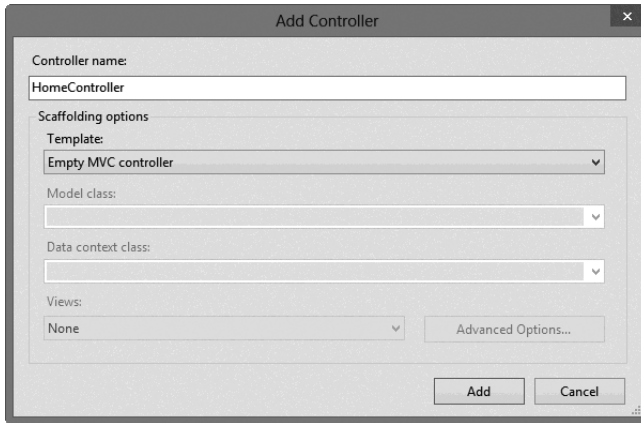 Add Controller
Controller name:
HomeController
Scaffolding options
Template:
Empty MVC controller
Model class:
Data context class:
Views:
None
Advanced Options...
Add
Cancel